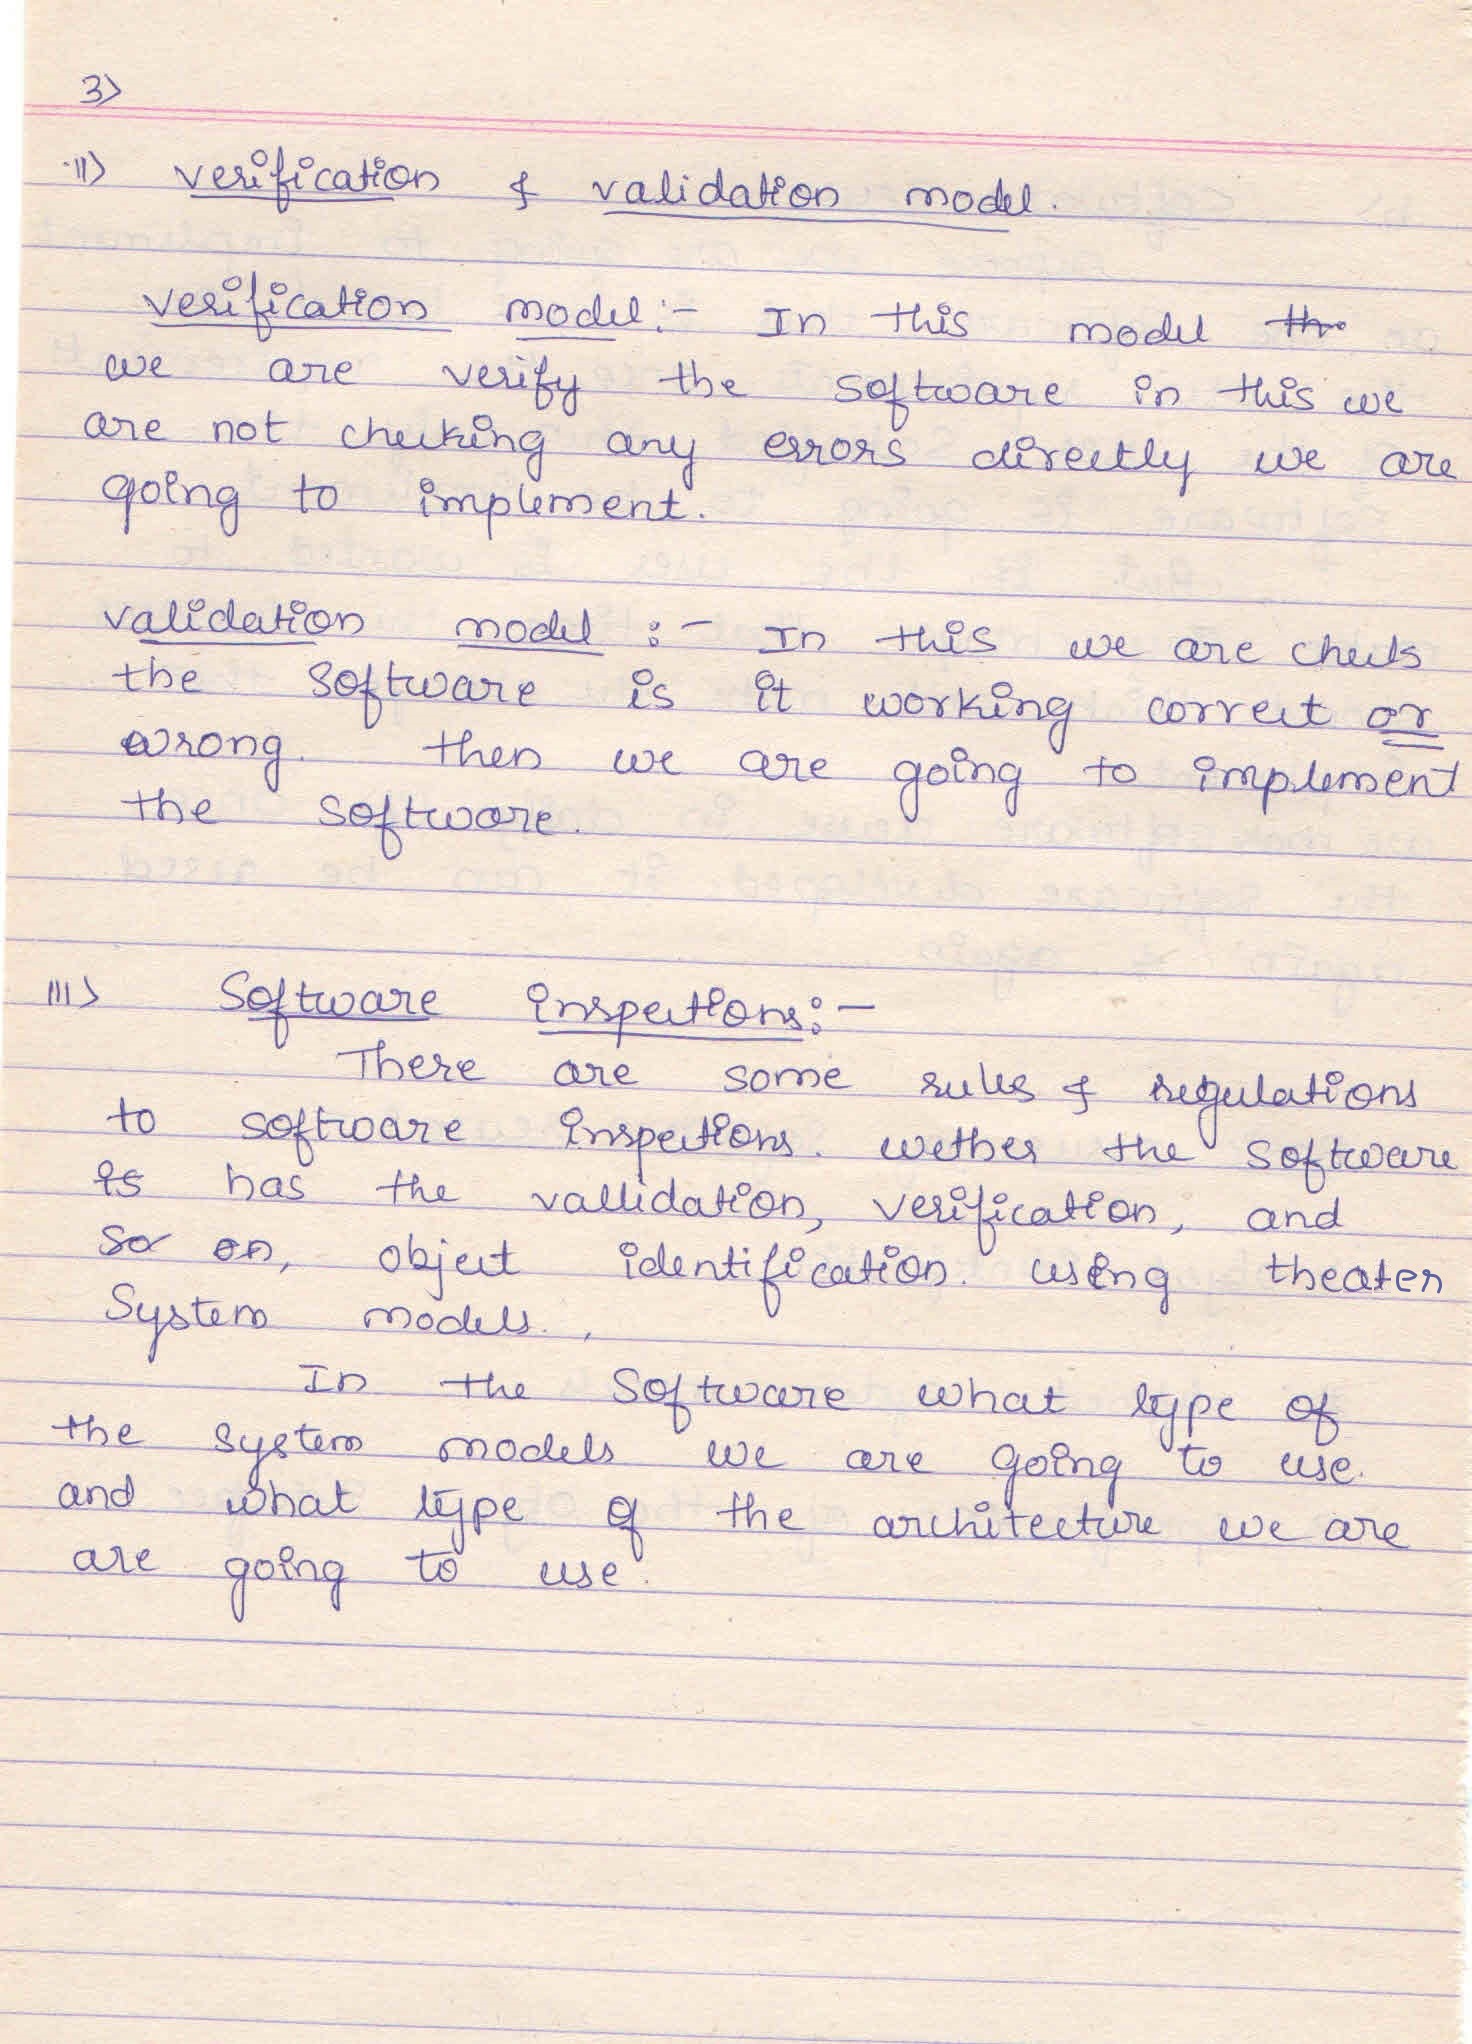 3>
ii> verification & validation model.
verification model:- In this model
we are verify the software in this we
are not checking any errors directly we are
going to implement.
validation model :- In this we are check
the software is it working correct or
wrong. then we are going to implement
the software.
iii> Software inspections:-
There are some rules & regulations
to software inspections. wether the software
is has the vallidation, verification, and
so on, object identification. using theater
System models.,
In the software what type of
the system models we are going to use.
and what type of the architecture we are
are going to use.